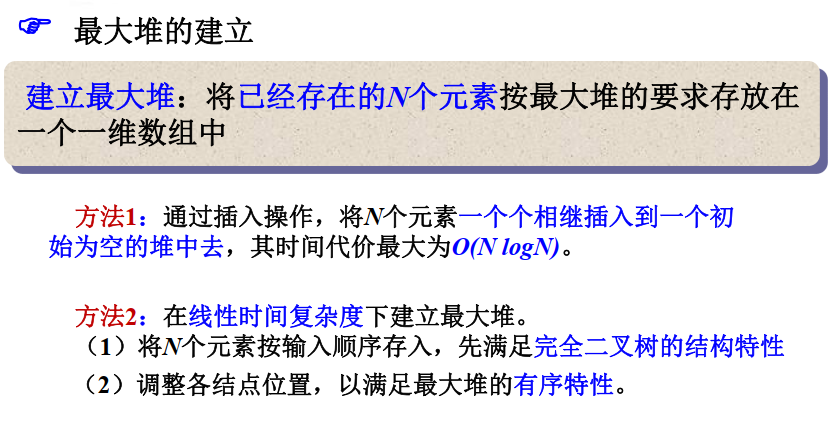 最大堆的建立
建立最大堆：将已经存在的N个元素按最大堆的要求存放在
一个一维数组中
方法1：通过插入操作，将N个元素一个个相继插入到一个初
始为空的堆中去，其时间代价最大为O(N logN)。
方法2：在线性时间复杂度下建立最大堆。
（1）将N个元素按输入顺序存入，先满足完全二叉树的结构特性
（2）调整各结点位置，以满足最大堆的有序特性。